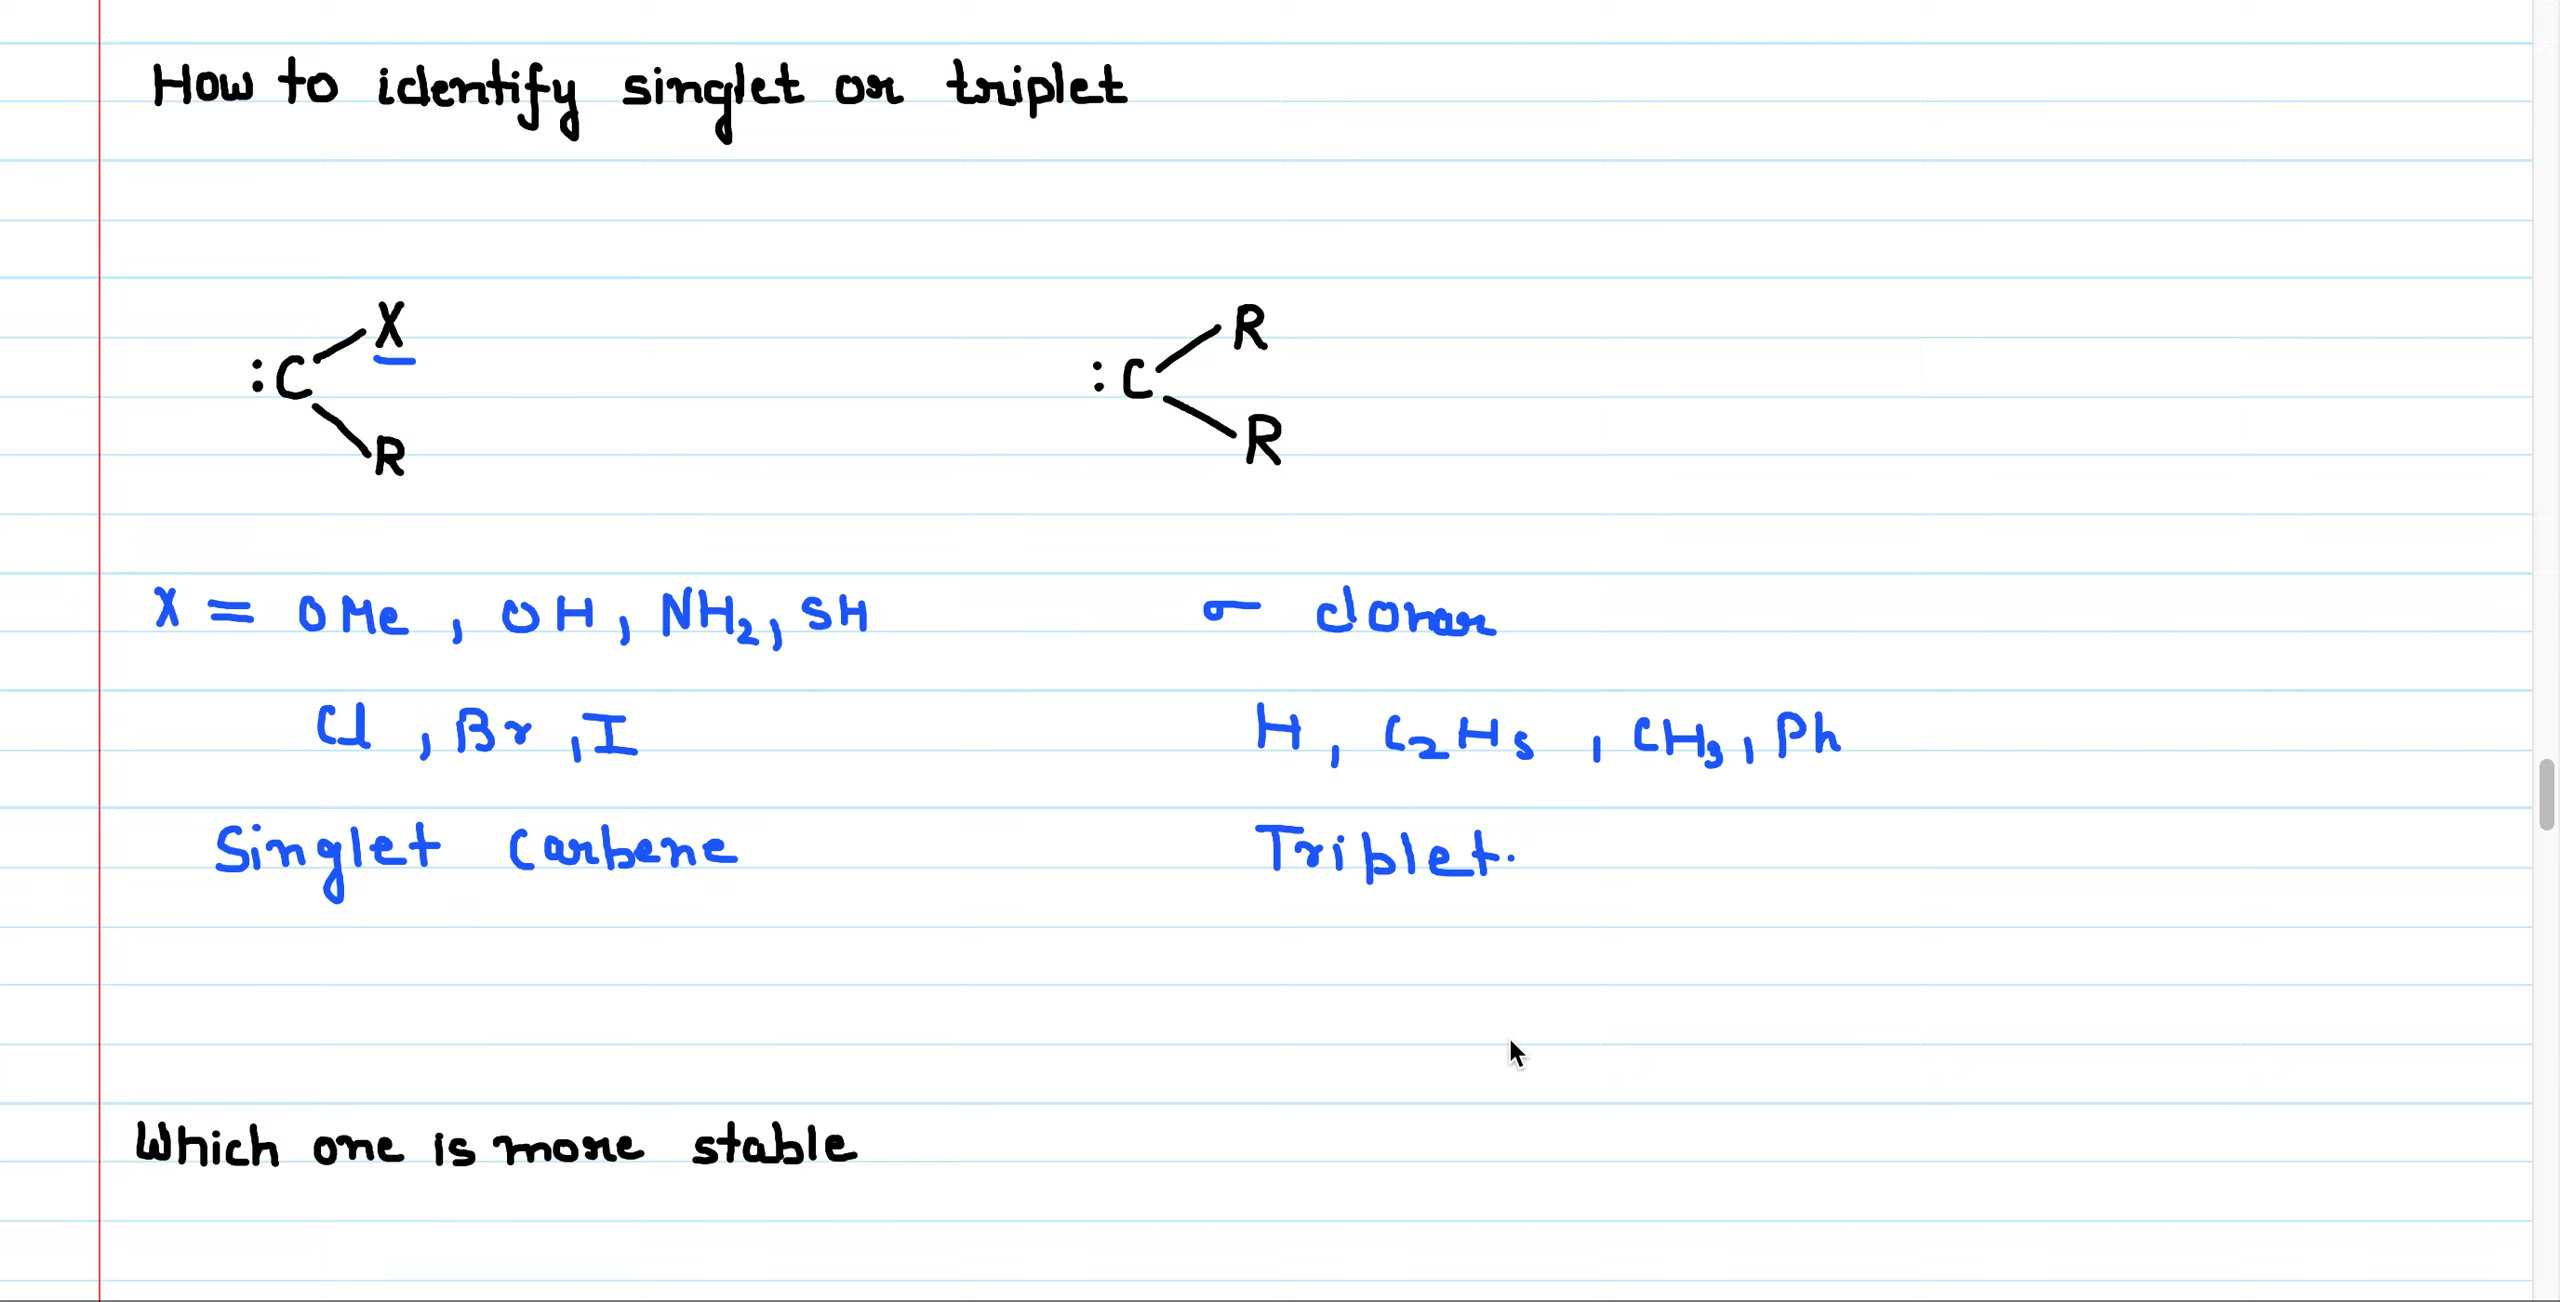 How to identify singlet or triplet
X
:C
R
R
:C
R
X = OMe, OH, NH₂, SH
Cl, Br, I
Singlet Carbene
σ donar
H, C₂H₅, CH₃, Ph
Triplet.
Which one is more stable